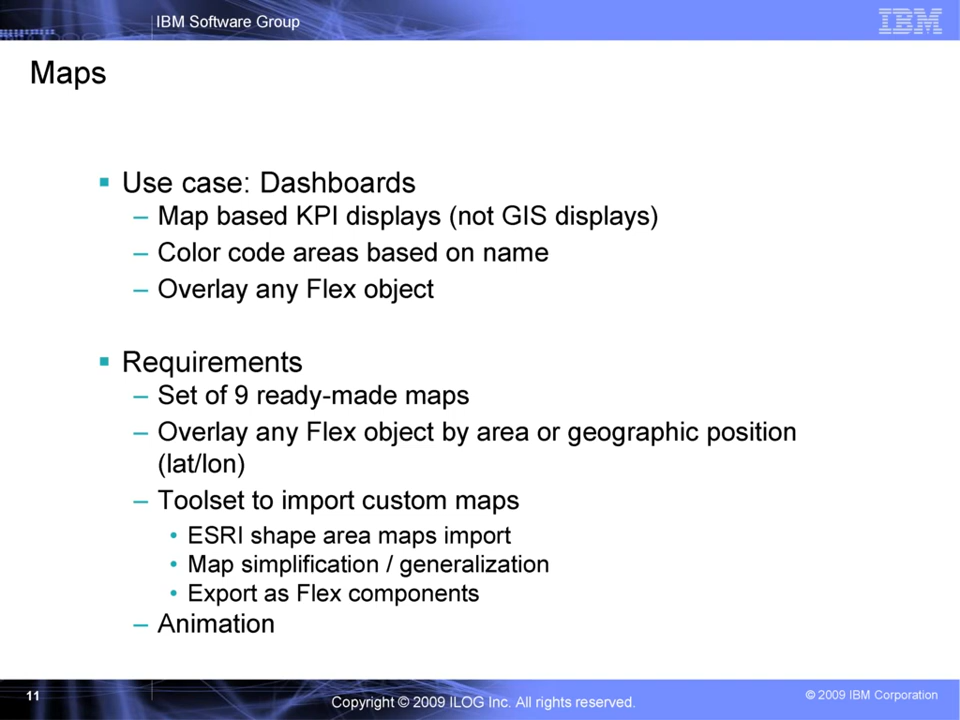 IBM Software Group
IBM
Maps
▪ Use case: Dashboards
– Map based KPI displays (not GIS displays)
– Color code areas based on name
– Overlay any Flex object
▪ Requirements
– Set of 9 ready-made maps
– Overlay any Flex object by area or geographic position
(lat/lon)
– Toolset to import custom maps
• ESRI shape area maps import
• Map simplification / generalization
• Export as Flex components
– Animation
11
Copyright © 2009 ILOG Inc. All rights reserved.
© 2009 IBM Corporation